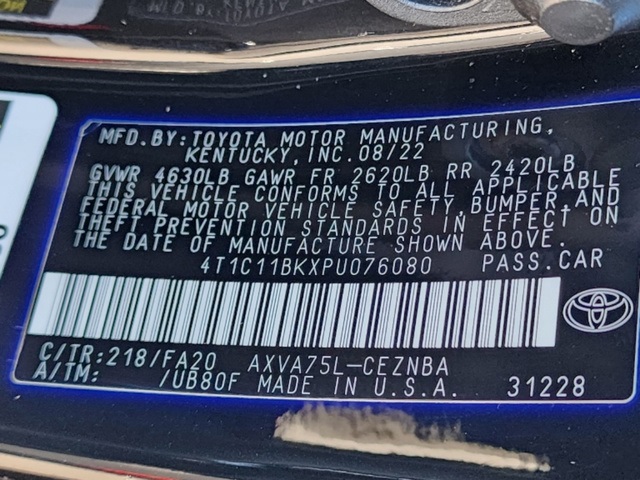 MFD.BY:TOYOTA MOTOR MANUFACTURING,
KENTUCKY,INC.08/22
GVWR 4630LB GAWR FR 2620LB RR 2420LB
THIS VEHICLE CONFORMS TO ALL APPLICABLE
FEDERAL MOTOR VEHICLE SAFETY,BUMPER,AND
THEFT PREVENTION STANDARDS IN EFFECT ON
THE DATE OF MANUFACTURE SHOWN ABOVE.
4T1C11BKXPU076080 PASS.CAR
C/TR:218/FA20 AXVA75L-CEZNBA
A/TM: /UB80F MADE IN U.S.A. 31228